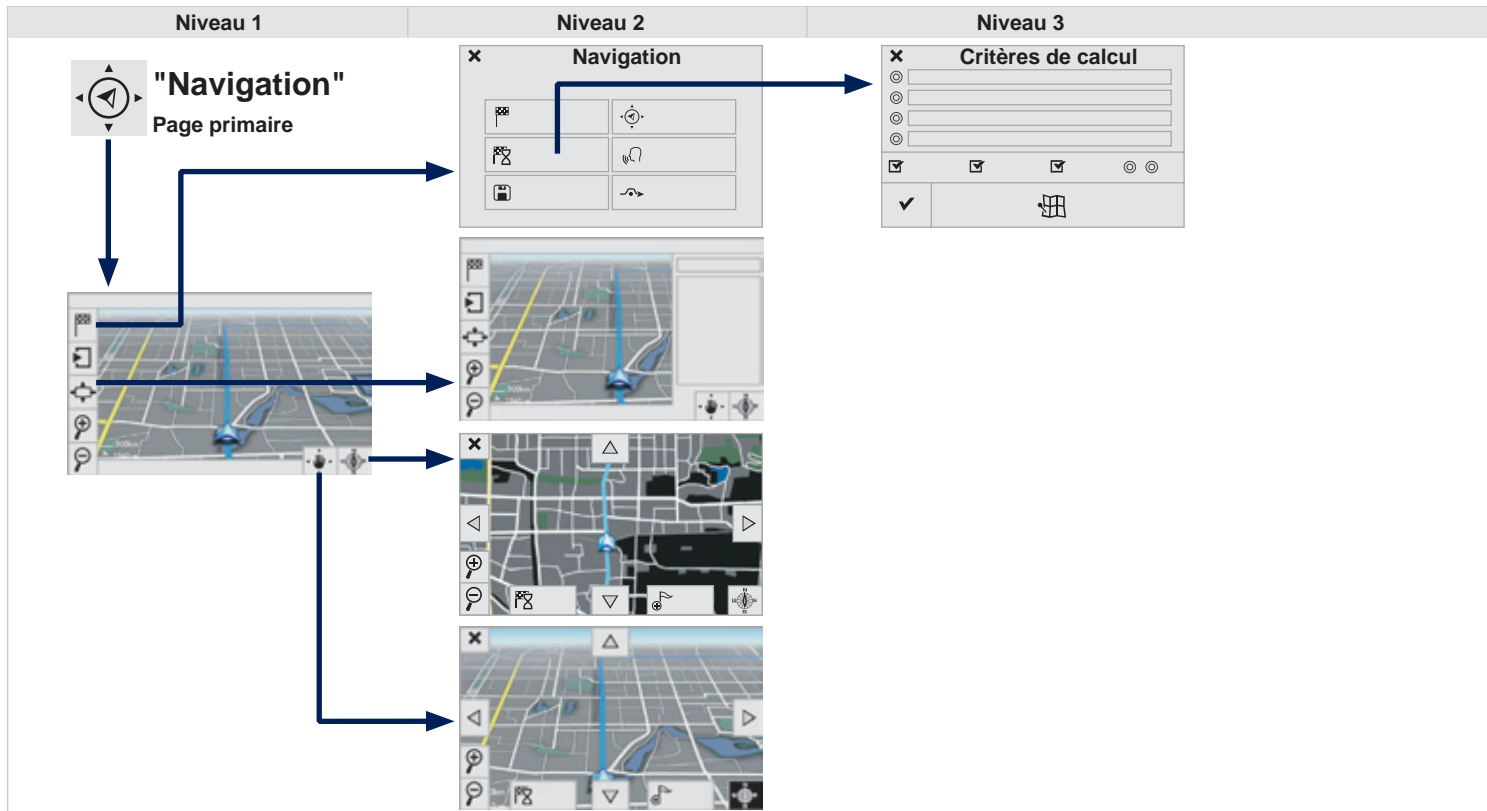 Niveau 1
Niveau 2
Niveau 3
"Navigation"
Page primaire
Navigation
Critères de calcul